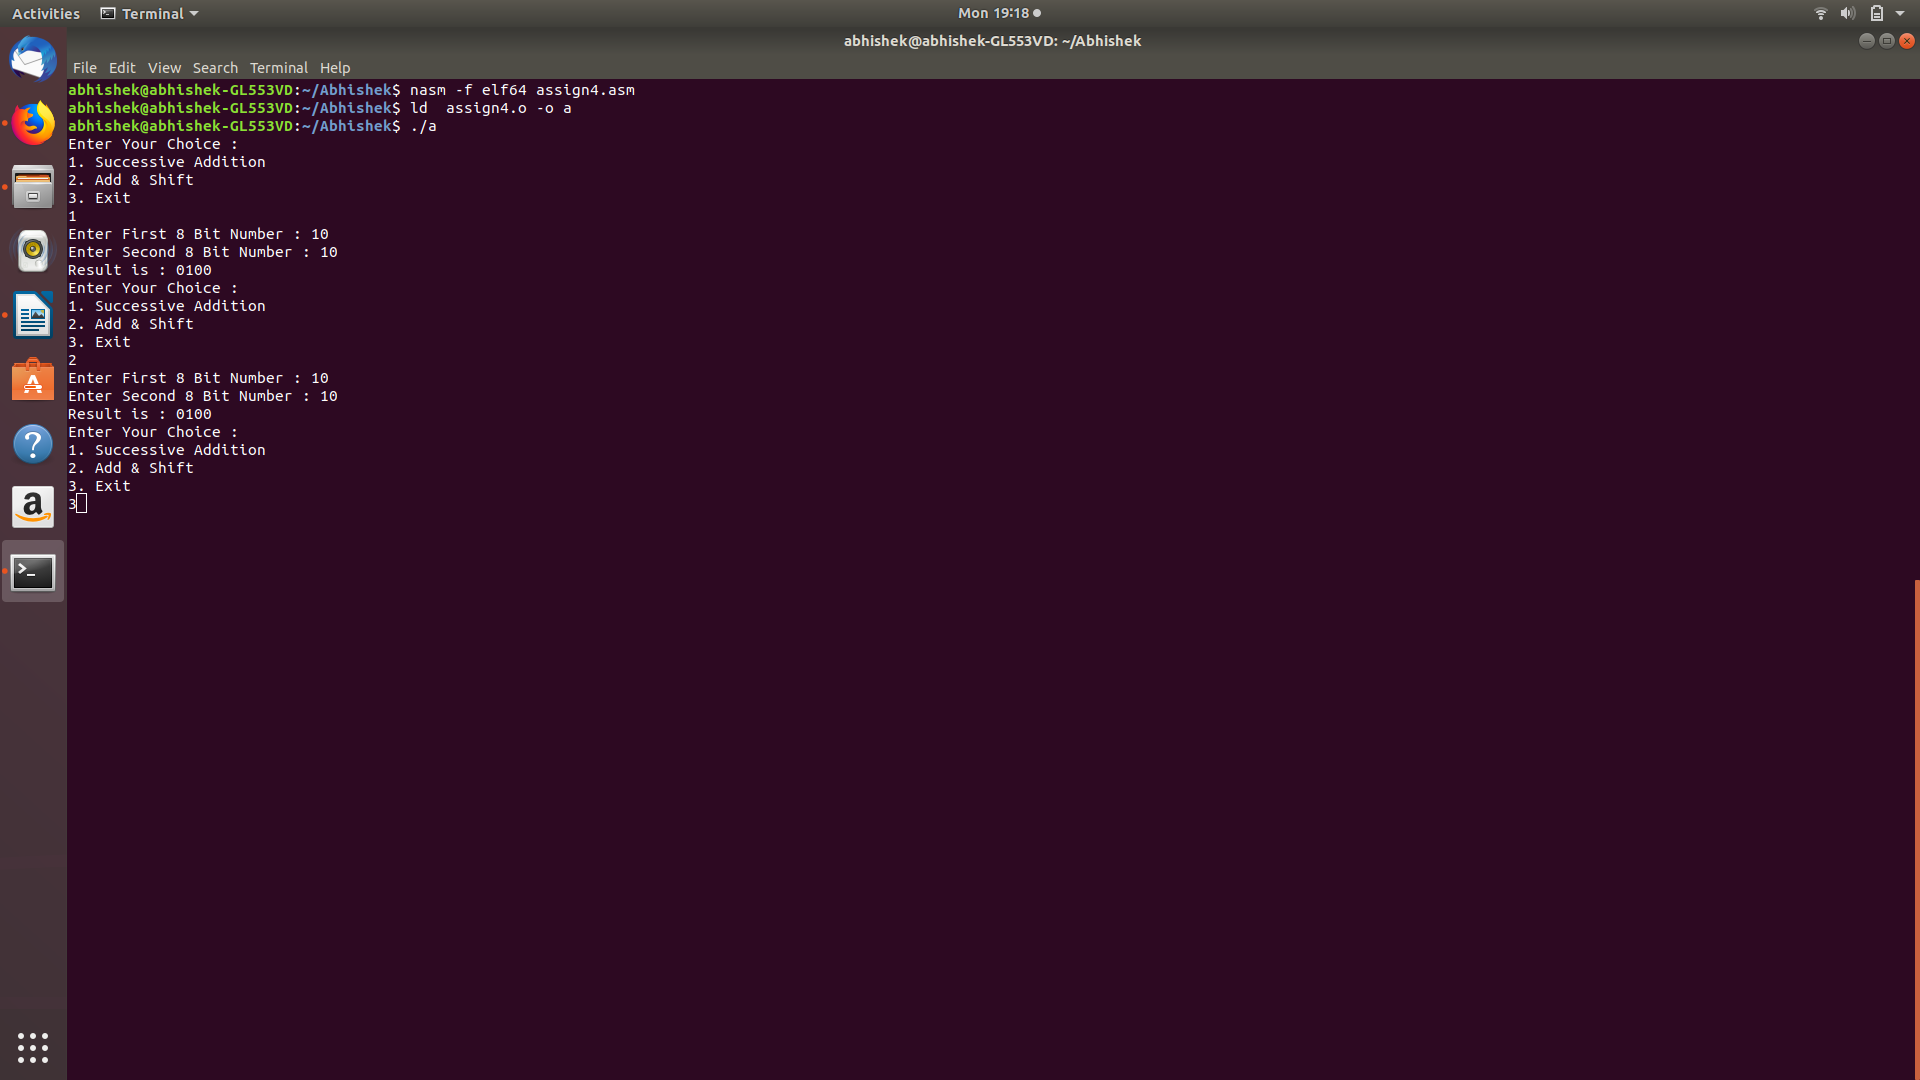 Activities Terminal Mon 19:18
abhishek@abhishek-GL553VD: ~/Abhishek
File Edit View Search Terminal Help
abhishek@abhishek-GL553VD:~/Abhishek$ nasm -f elf64 assign4.asm
abhishek@abhishek-GL553VD:~/Abhishek$ ld  assign4.o -o a
abhishek@abhishek-GL553VD:~/Abhishek$ ./a
Enter Your Choice :
1. Successive Addition
2. Add & Shift
3. Exit
1
Enter First 8 Bit Number : 10
Enter Second 8 Bit Number : 10
Result is : 0100
Enter Your Choice :
1. Successive Addition
2. Add & Shift
3. Exit
2
Enter First 8 Bit Number : 10
Enter Second 8 Bit Number : 10
Result is : 0100
Enter Your Choice :
1. Successive Addition
2. Add & Shift
3. Exit
3